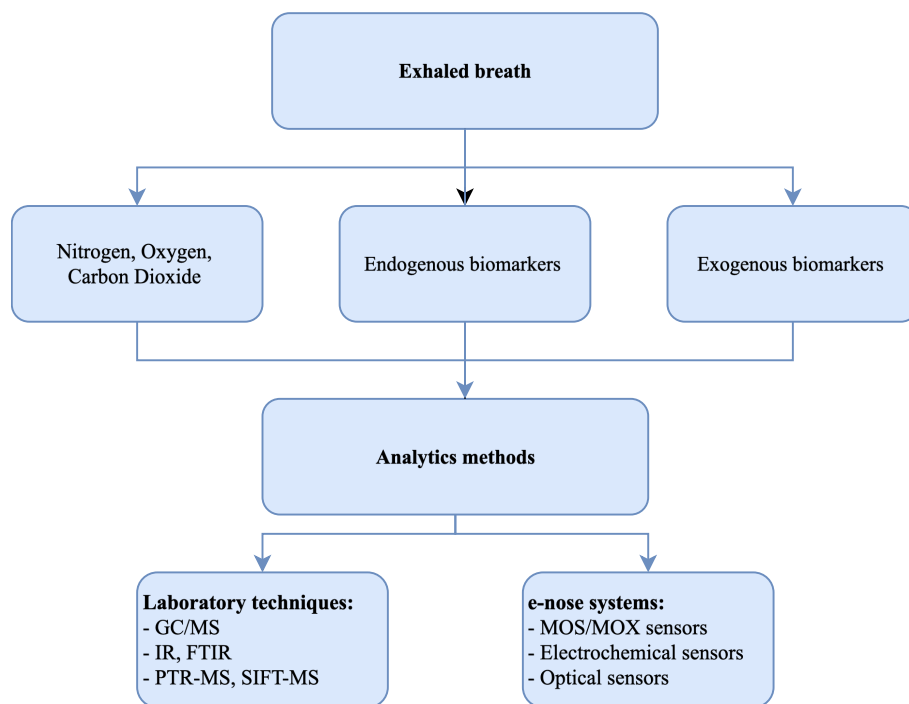 Exhaled breath
Nitrogen, Oxygen,
Carbon Dioxide
Endogenous biomarkers
Exogenous biomarkers
Analytics methods
Laboratory techniques:
- GC/MS
- IR, FTIR
- PTR-MS, SIFT-MS
e-nose systems:
- MOS/MOX sensors
- Electrochemical sensors
- Optical sensors